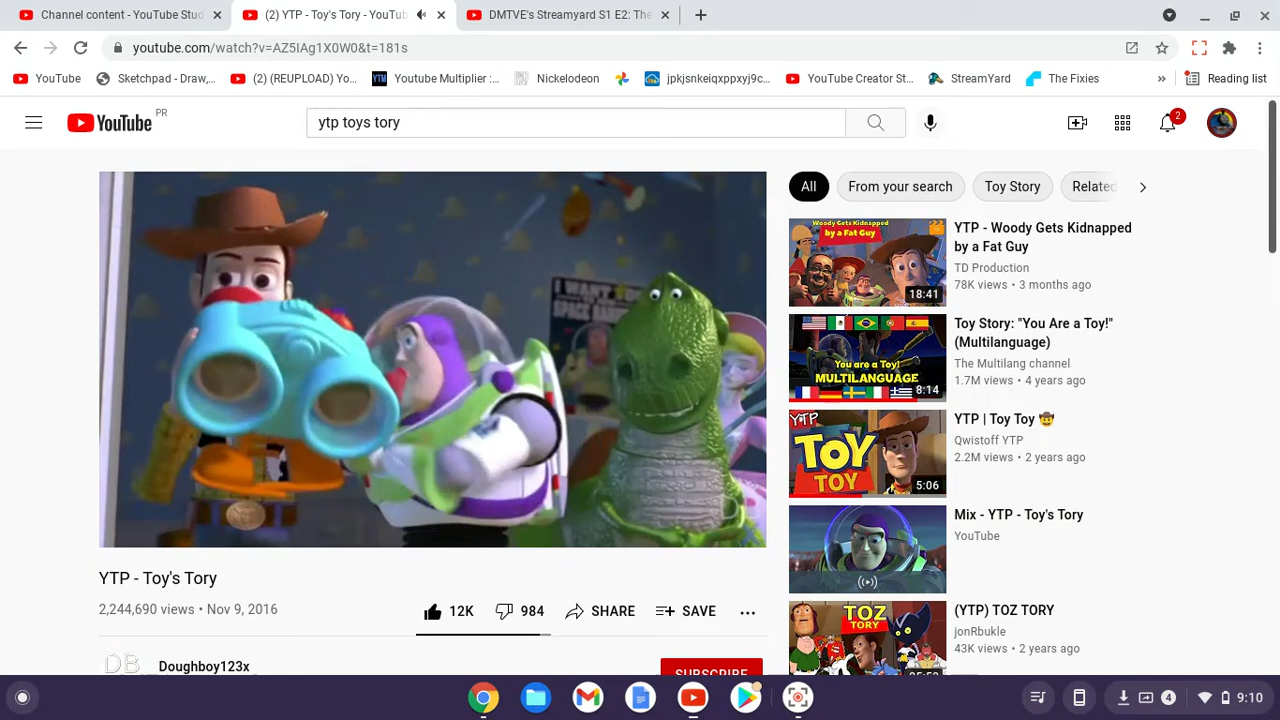 Channel content - YouTube Stud
(2) YTP - Toy's Tory - YouTub
DMTVE's Streamyard S1 E2: The
youtube.com/watch?v=AZ5IAg1X0W0&t=181s
YouTube
Sketchpad - Draw,...
(2) (REUPLOAD) Yo...
YTM
Youtube Multiplier :...
Nickelodeon
jpkjsnkeiqxppxyj9c...
YouTube Creator St...
StreamYard
The Fixies
»
Reading list
YouTube PR
ytp toys tory
2
All
From your search
Toy Story
Related
I WANT
SPACE RA
Woody Gets Kidnapped
by a Fat Guy
18:41
YTP - Woody Gets Kidnapped
by a Fat Guy
TD Production
78K views • 3 months ago
You are a Toy!
MULTILANGUAGE
8:14
Toy Story: "You Are a Toy!"
(Multilanguage)
The Multilang channel
1.7M views • 4 years ago
YTP
TOY
TOY
5:06
YTP | Toy Toy 🤠
Qwistoff YTP
2.2M views • 2 years ago
Mix - YTP - Toy's Tory
YouTube
TOZ
TORY
(YTP) TOZ TORY
jonRbukle
43K views • 2 years ago
YTP - Toy's Tory
2,244,690 views • Nov 9, 2016
12K
984
SHARE
SAVE
DB
Doughboy123x
SUBSCRIBE
4
9:10